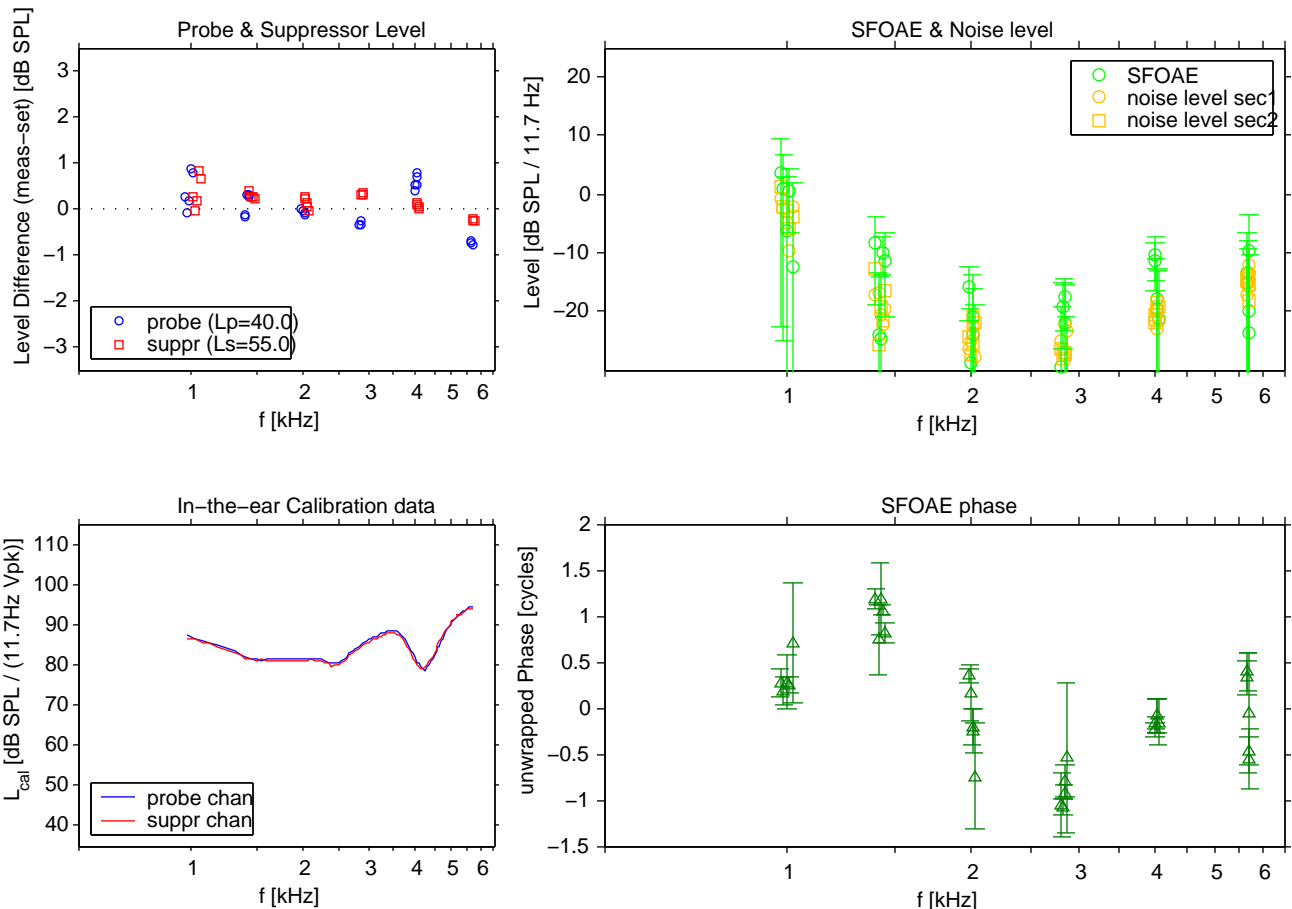 Probe & Suppressor Level
Level Difference (meas−set) [dB SPL]
3
2
1
0
−1
−2
−3
probe (Lp=40.0)
suppr (Ls=55.0)
1
2
3
4
5
6
f [kHz]
SFOAE & Noise level
Level [dB SPL / 11.7 Hz]
20
10
0
−10
−20
SFOAE
noise level sec1
noise level sec2
1
2
3
4
5
6
f [kHz]
In−the−ear Calibration data
Lcal [dB SPL / (11.7Hz Vpk)]
110
100
90
80
70
60
50
40
probe chan
suppr chan
1
2
3
4
5
6
f [kHz]
SFOAE phase
unwrapped Phase [cycles]
2
1.5
1
0.5
0
−0.5
−1
−1.5
1
2
3
4
5
6
f [kHz]